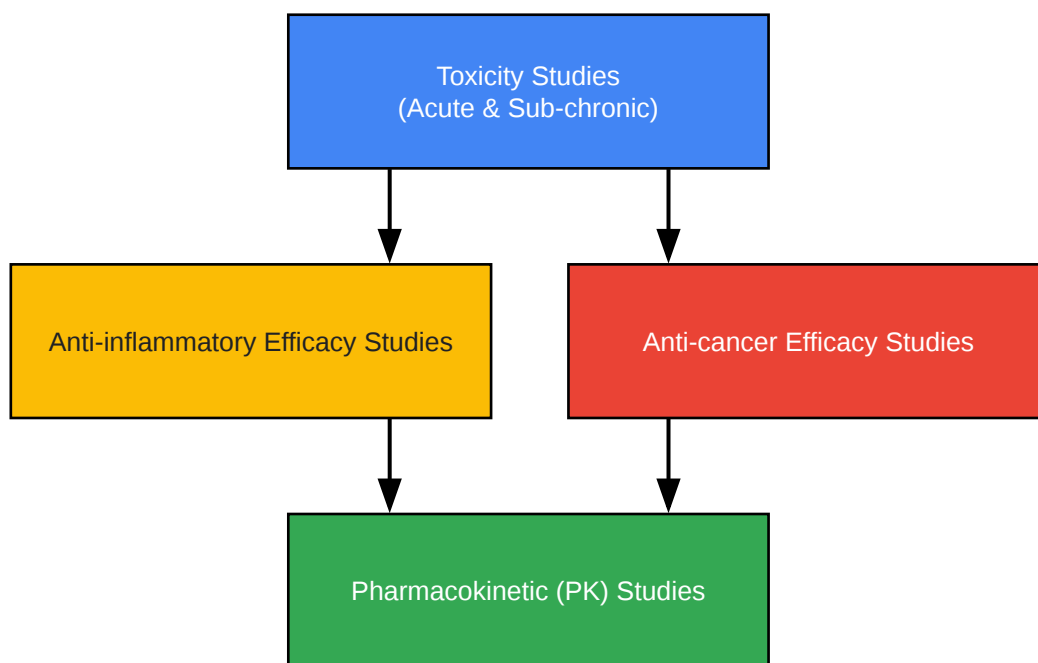 Toxicity Studies
(Acute & Sub-chronic)
Anti-inflammatory Efficacy Studies
Anti-cancer Efficacy Studies
Pharmacokinetic (PK) Studies